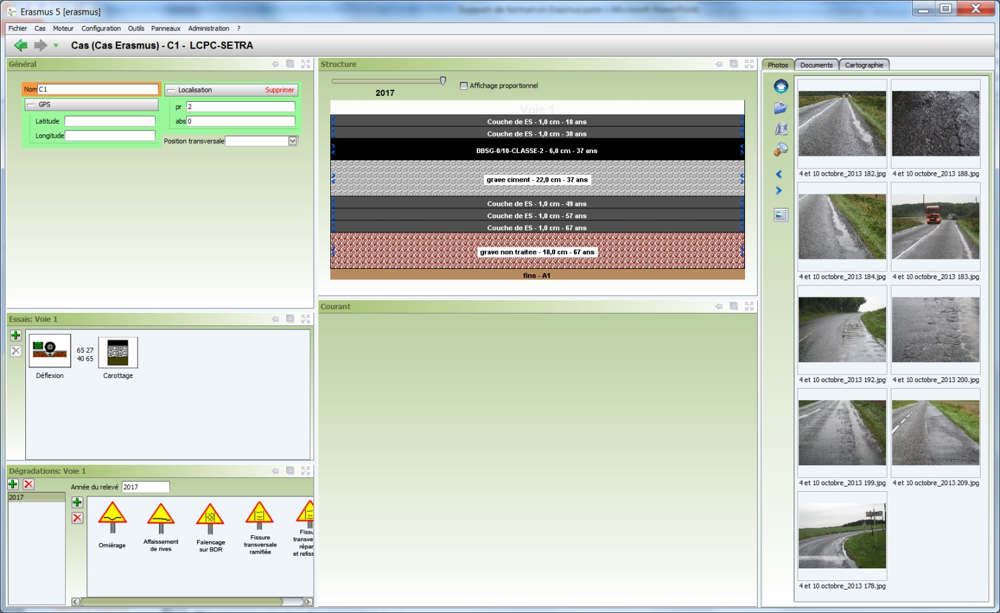 Erasmus 5 [erasmus]
Fichier Cas Moteur Configuration Outils Panneaux Administration ?
Cas (Cas Erasmus) - C1 - LCPC-SETRA
Général
Nom C1
GPS
Latitude
Longitude
Localisation Supprimer
pr 2
abs 0
Position transversale
Structure
2017
Affichage proportionnel
Voie 1
Couche de ES - 1,0 cm - 18 ans
Couche de ES - 1,0 cm - 30 ans
BBSG-0/10-CLASSE-2 - 6,0 cm - 37 ans
grave ciment - 22,0 cm - 37 ans
Couche de ES - 1,0 cm - 49 ans
Couche de ES - 1,0 cm - 57 ans
Couche de ES - 1,0 cm - 67 ans
grave non traitee - 18,0 cm - 67 ans
fins - A1
Essais: Voie 1
65 27
40 65
Déflexion
Carottage
Courant
Dégradations: Voie 1
2017
Année du relevé 2017
Orniérage
Affaissement
de rives
Faïencage
sur BDR
Fissure
transversale
ramifiée
Fissu
transve
répar
et refiss
Photos Documents Cartographie
4 et 10 octobre_2013 182.jpg
4 et 10 octobre_2013 188.jpg
4 et 10 octobre_2013 184.jpg
4 et 10 octobre_2013 183.jpg
4 et 10 octobre_2013 192.jpg
4 et 10 octobre_2013 200.jpg
4 et 10 octobre_2013 199.jpg
4 et 10 octobre_2013 209.jpg
4 et 10 octobre_2013 178.jpg